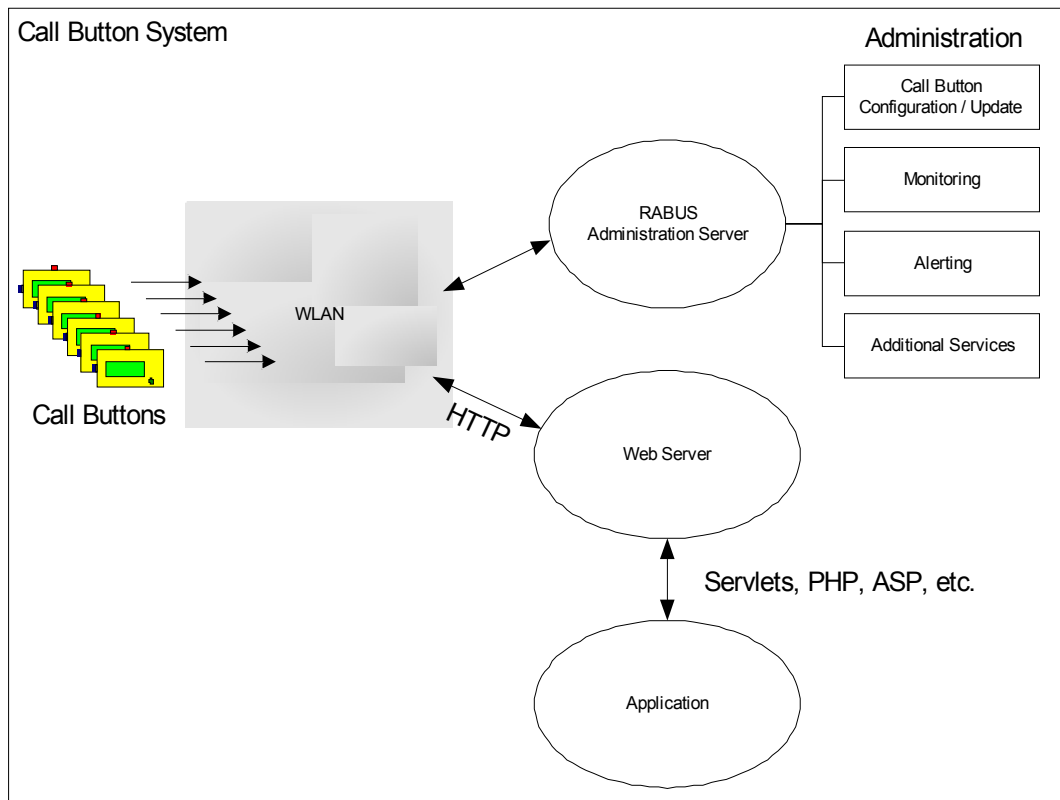 Call Button System
Administration
Call Button
Configuration / Update
Monitoring
RABUS
Administration Server
Alerting
WLAN
Additional Services
Call Buttons
HTTP
Web Server
Servlets, PHP, ASP, etc.
Application